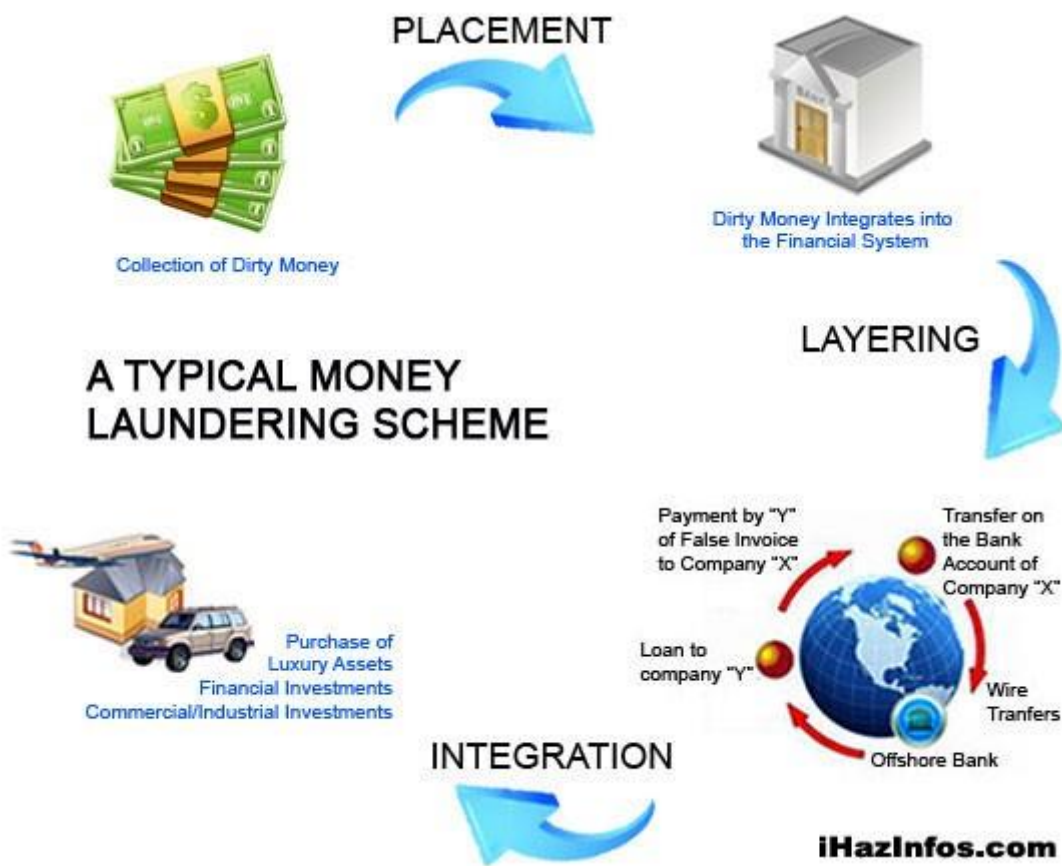 PLACEMENT
BANK
Collection of Dirty Money
Dirty Money Integrates into
the Financial System
LAYERING
A TYPICAL MONEY
LAUNDERING SCHEME
Payment by "Y"
of False Invoice
to Company "X"
Transfer on
the Bank
Account of
Company "X"
Loan to
company "Y"
Wire
Tranfers
Offshore Bank
Purchase of
Luxury Assets
Financial Investments
Commercial/Industrial Investments
INTEGRATION
iHazInfos.com